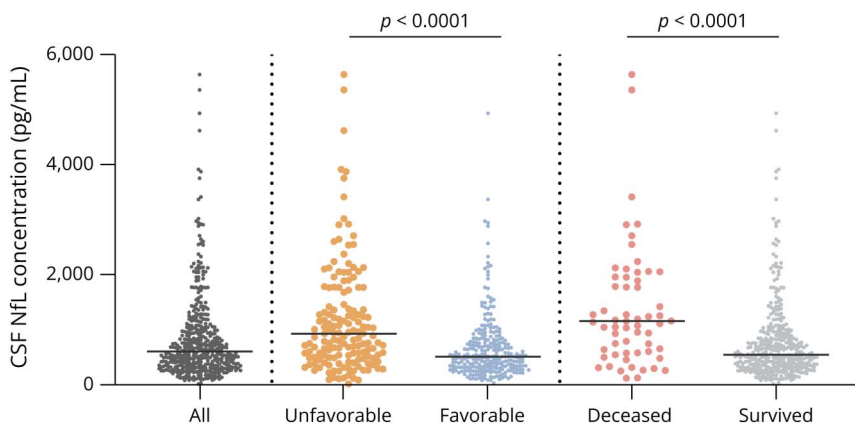 p < 0.0001
p < 0.0001
CSF NfL concentration (pg/mL)
6,000
4,000
2,000
0
All
Unfavorable
Favorable
Deceased
Survived